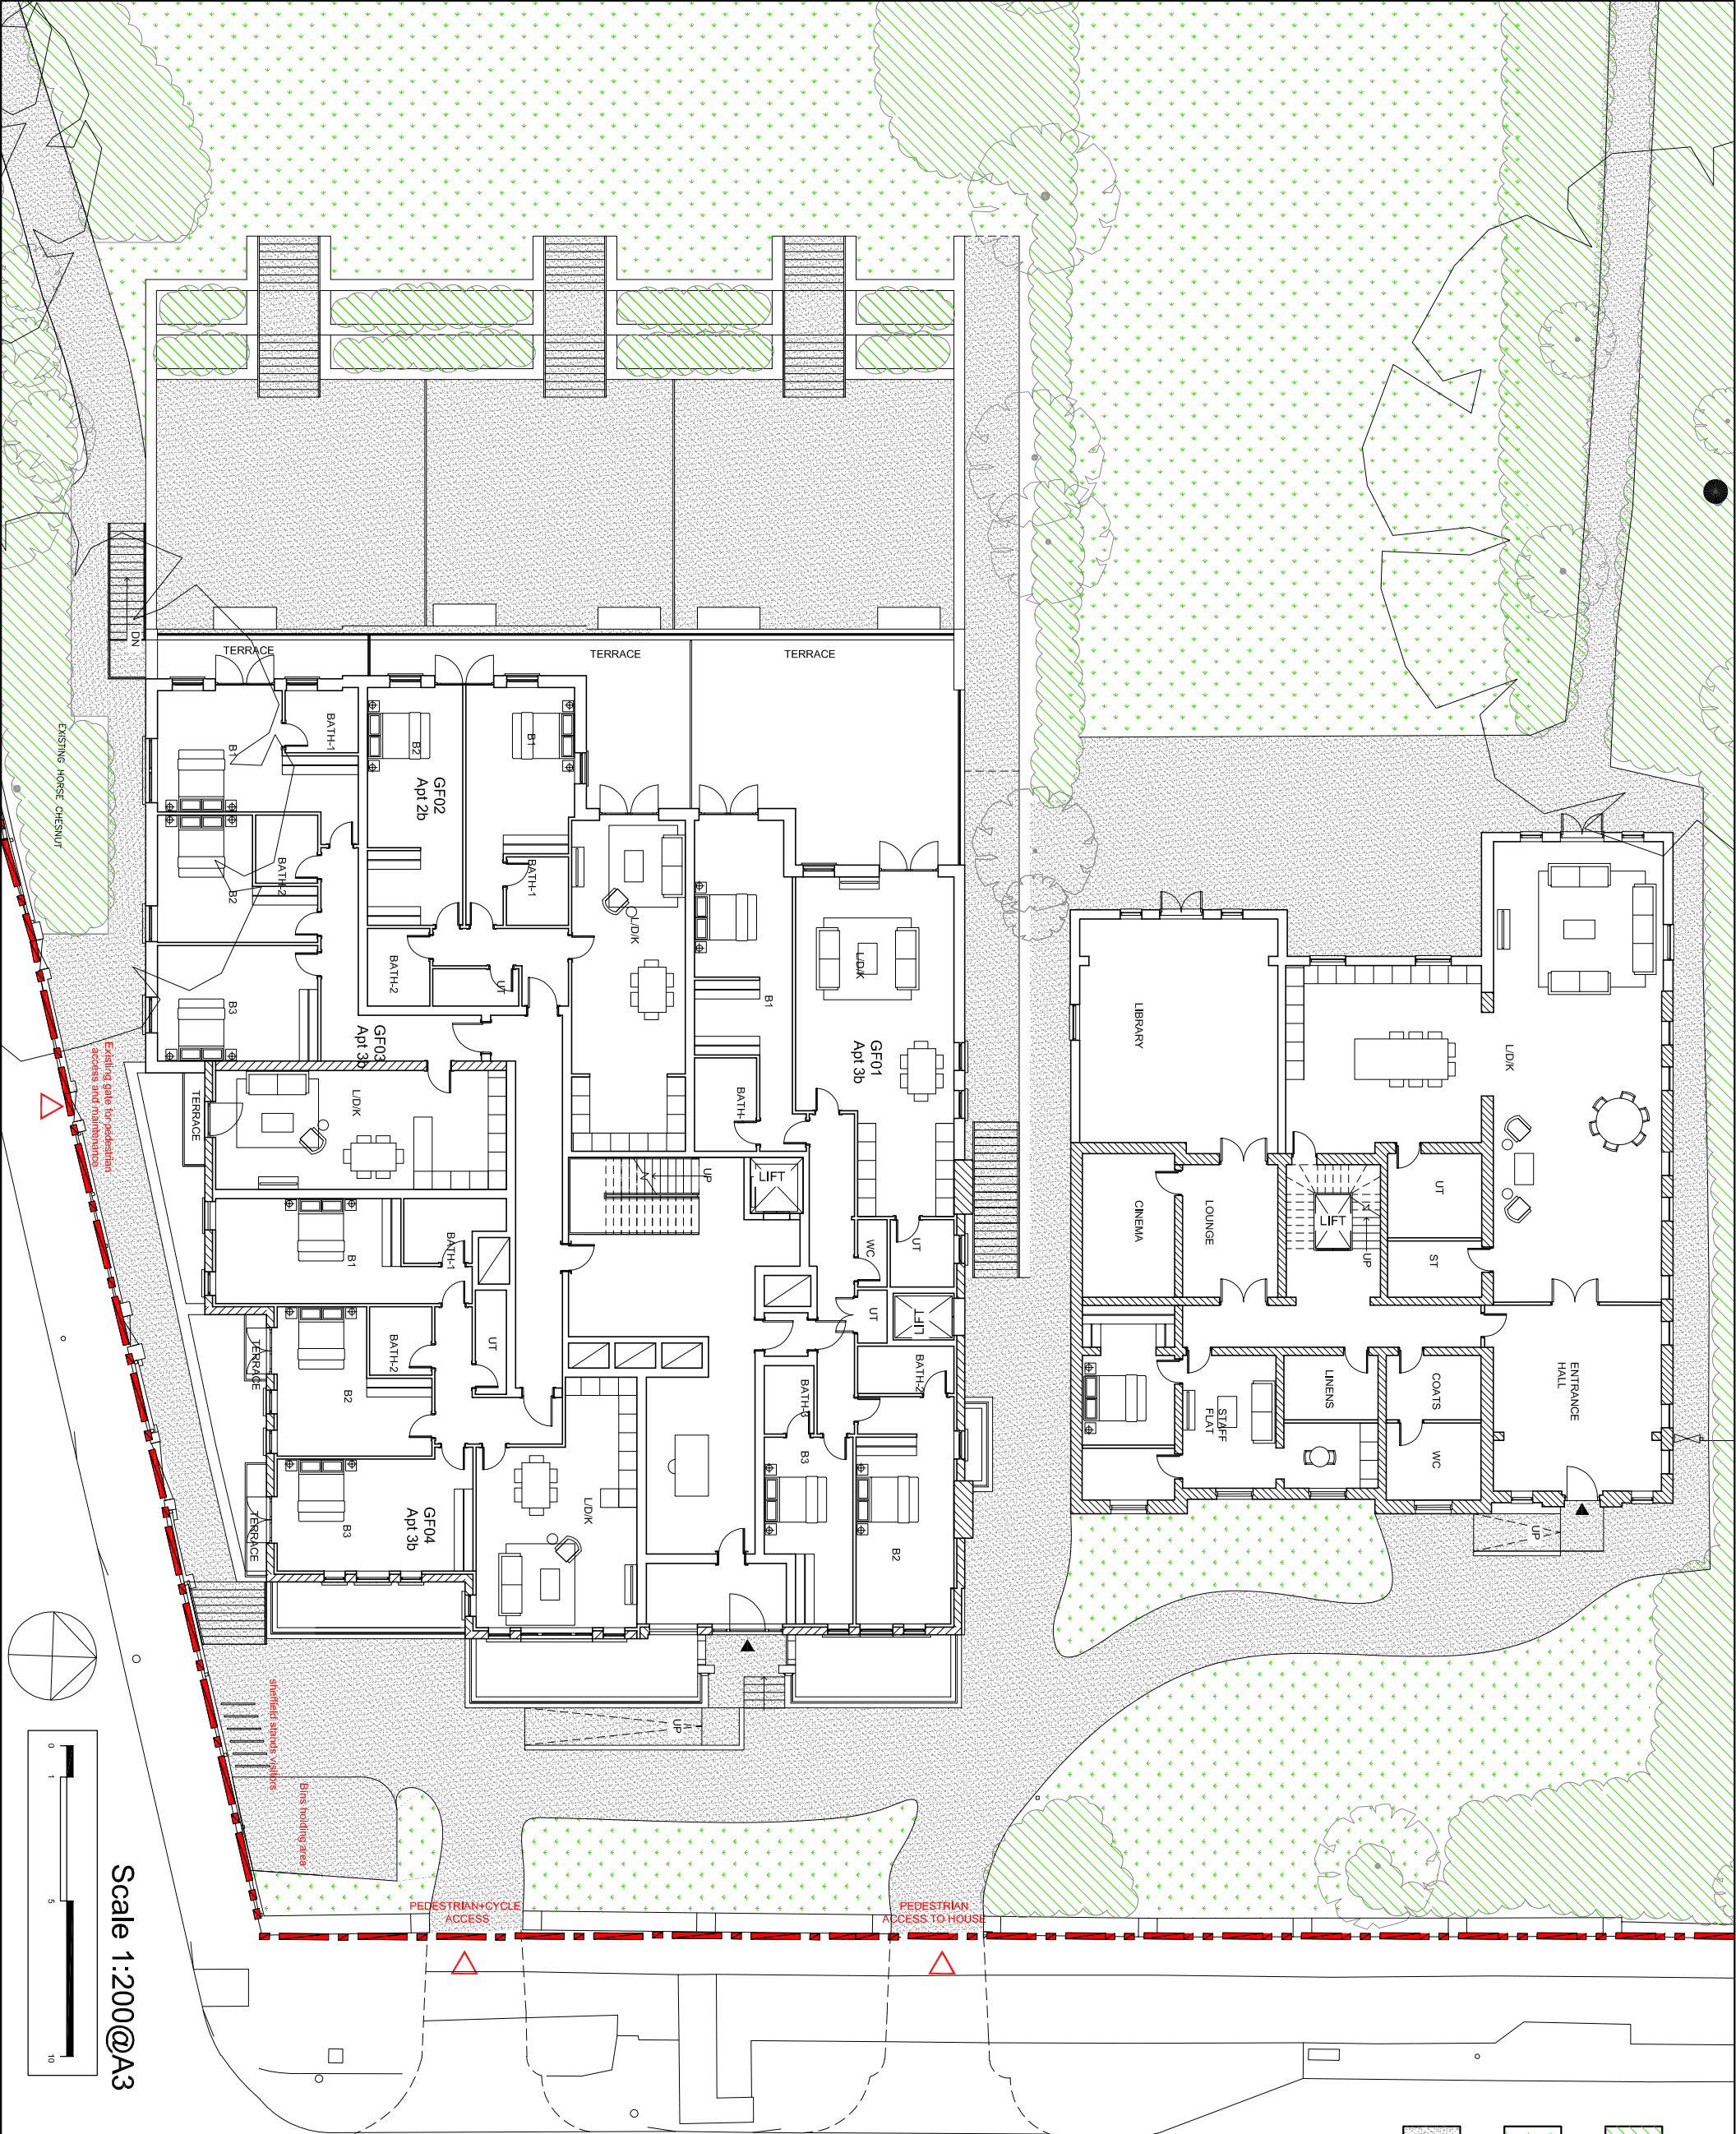 TERRACE
TERRACE
TERRACE
DN
EXISTING HORSE CHESNUT
BATH-1
B1
B2
GF02
Apt 2b
B1
BATH-1
BATH-2
B2
BATH-2
UT
L/D/K
B3
GF03
Apt 3b
B1
L/D/K
GF01
Apt 3b
BATH-
LIBRARY
L/D/K
Existing gate for pedestrian
access and maintenance
TERRACE
L/D/K
UP
LIFT
WC
UT
UT
LIFT
CINEMA
LOUNGE
LIFT
UP
UT
ST
B1
BATH-1
UT
BATH-2
B2
TERRACE
TERRACE
B3
GF04
Apt 3b
L/D/K
BATH-3
B3
BATH-2
B2
STAFF
FLAT
LINENS
COATS
WC
ENTRANCE
HALL
UP
UP
sheffield stands visitors
Bins holding area
PEDESTRIAN+CYCLE
ACCESS
PEDESTRIAN
ACCESS TO HOUSE
0
1
5
10
Scale 1:200@A3